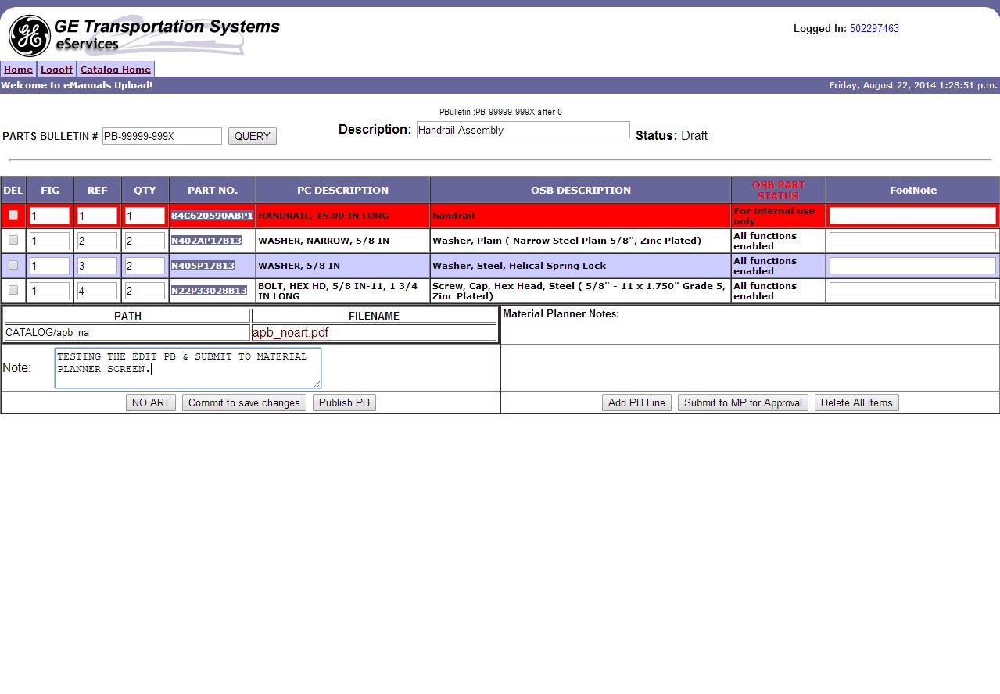 GE Transportation Systems
eServices
Logged In: 502297463
Home Logoff Catalog Home
Welcome to eManuals Upload! Friday, August 22, 2014 1:28:51 p.m.
PBulletin :PB-99999-999X after 0
PARTS BULLETIN # PB-99999-999X QUERY Description: Handrail Assembly Status: Draft
DEL FIG REF QTY PART NO. PC DESCRIPTION OSB DESCRIPTION OSB PART STATUS FootNote
1 1 1 84C620590ABP1 HANDRAIL, 15.00 IN LONG handrail For internal use only
1 2 2 N402AP17B13 WASHER, NARROW, 5/8 IN Washer, Plain ( Narrow Steel Plain 5/8", Zinc Plated) All functions enabled
1 3 2 N405P17B13 WASHER, 5/8 IN Washer, Steel, Helical Spring Lock All functions enabled
1 4 2 N22P33028B13 BOLT, HEX HD, 5/8 IN-11, 1 3/4 IN LONG Screw, Cap, Hex Head, Steel ( 5/8" - 11 x 1.750" Grade 5, Zinc Plated) All functions enabled
PATH FILENAME Material Planner Notes:
CATALOG/apb_na apb_noart.pdf
Note: TESTING THE EDIT PB & SUBMIT TO MATERIAL
PLANNER SCREEN.
NO ART Commit to save changes Publish PB Add PB Line Submit to MP for Approval Delete All Items